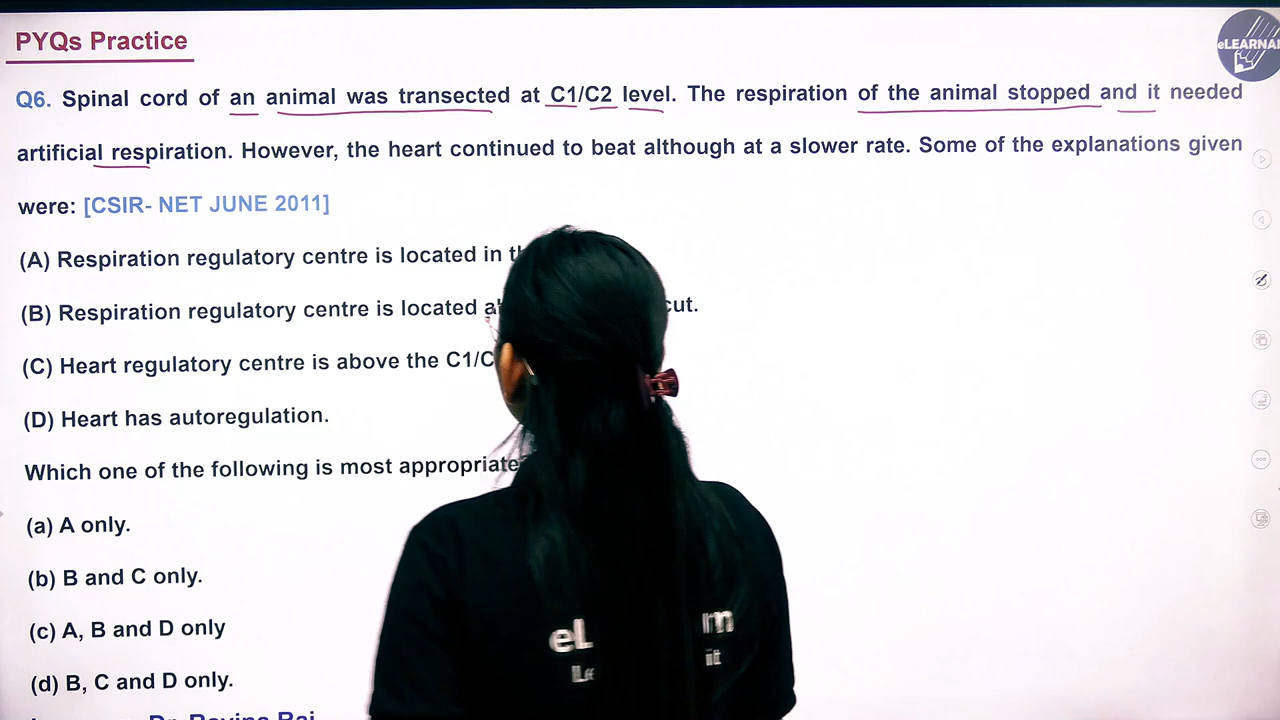 PYQs Practice
eLEARNA
Q6. Spinal cord of an animal was transected at C1/C2 level. The respiration of the animal stopped and it needed
artificial respiration. However, the heart continued to beat although at a slower rate. Some of the explanations given
were: [CSIR- NET JUNE 2011]
(A) Respiration regulatory centre is located in
(B) Respiration regulatory centre is located cut.
(C) Heart regulatory centre is above the C1/C
(D) Heart has autoregulation.
Which one of the following is most appropriate
(a) A only.
(b) B and C only.
(c) A, B and D only
(d) B, C and D only.
eL rn
it